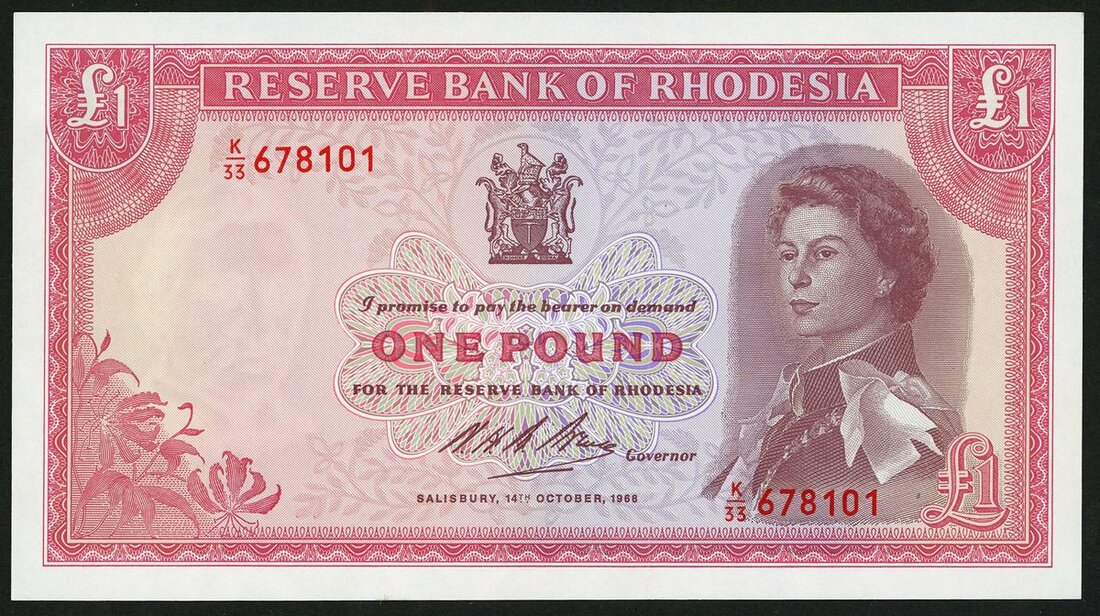 £1 RESERVE BANK OF RHODESIA £1
K/33 678101
I promise to pay the bearer on demand
ONE POUND
FOR THE RESERVE BANK OF RHODESIA
Governor
SALISBURY, 14TH OCTOBER, 1968
K/33 678101
£1